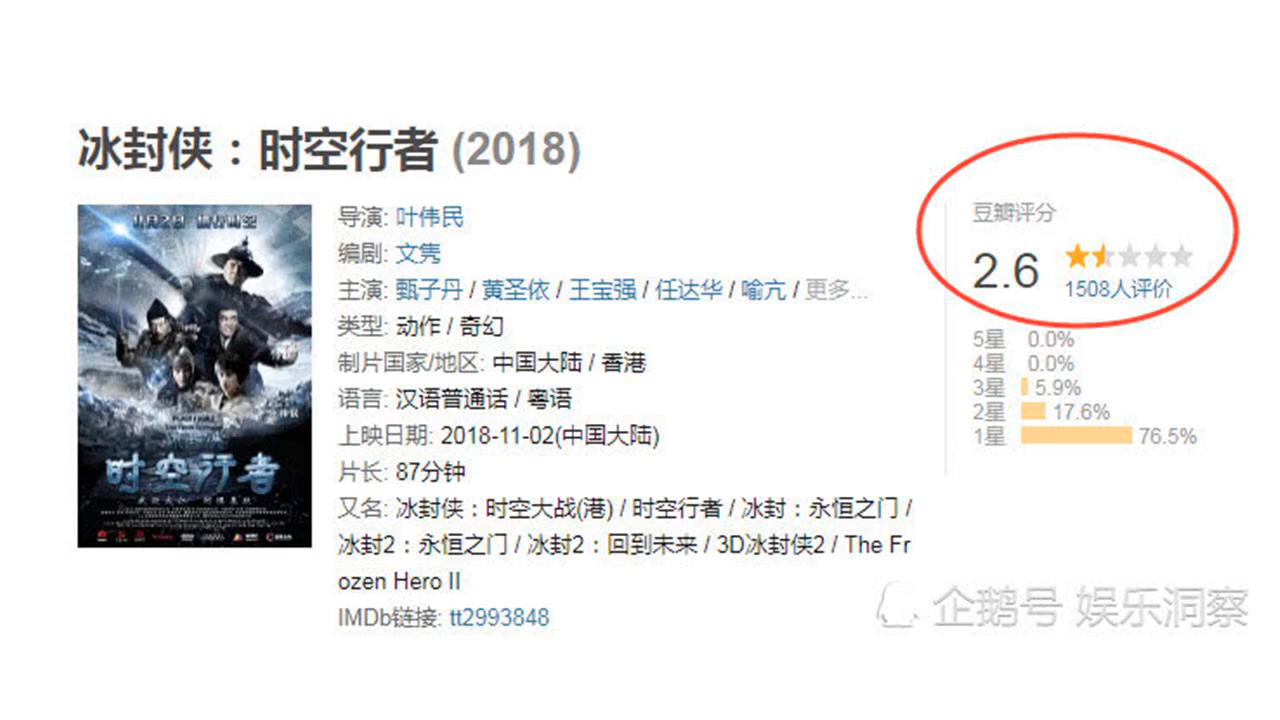 冰封侠：时空行者 (2018)
时空行者
导演: 叶伟民
编剧: 文隽
主演: 甄子丹 / 黄圣依 / 王宝强 / 任达华 / 喻亢 / 更多...
类型: 动作 / 奇幻
制片国家/地区: 中国大陆 / 香港
语言: 汉语普通话 / 粤语
上映日期: 2018-11-02(中国大陆)
片长: 87分钟
又名: 冰封侠：时空大战(港) / 时空行者 / 冰封：永恒之门 /
冰封2：永恒之门 / 冰封2：回到未来 / 3D冰封侠2 / The Fr
ozen Hero II
IMDb链接: tt2993848
豆瓣评分
2.6
1508人评价
5星 0.0%
4星 0.0%
3星 5.9%
2星 17.6%
1星 76.5%
企鹅号 娱乐洞察